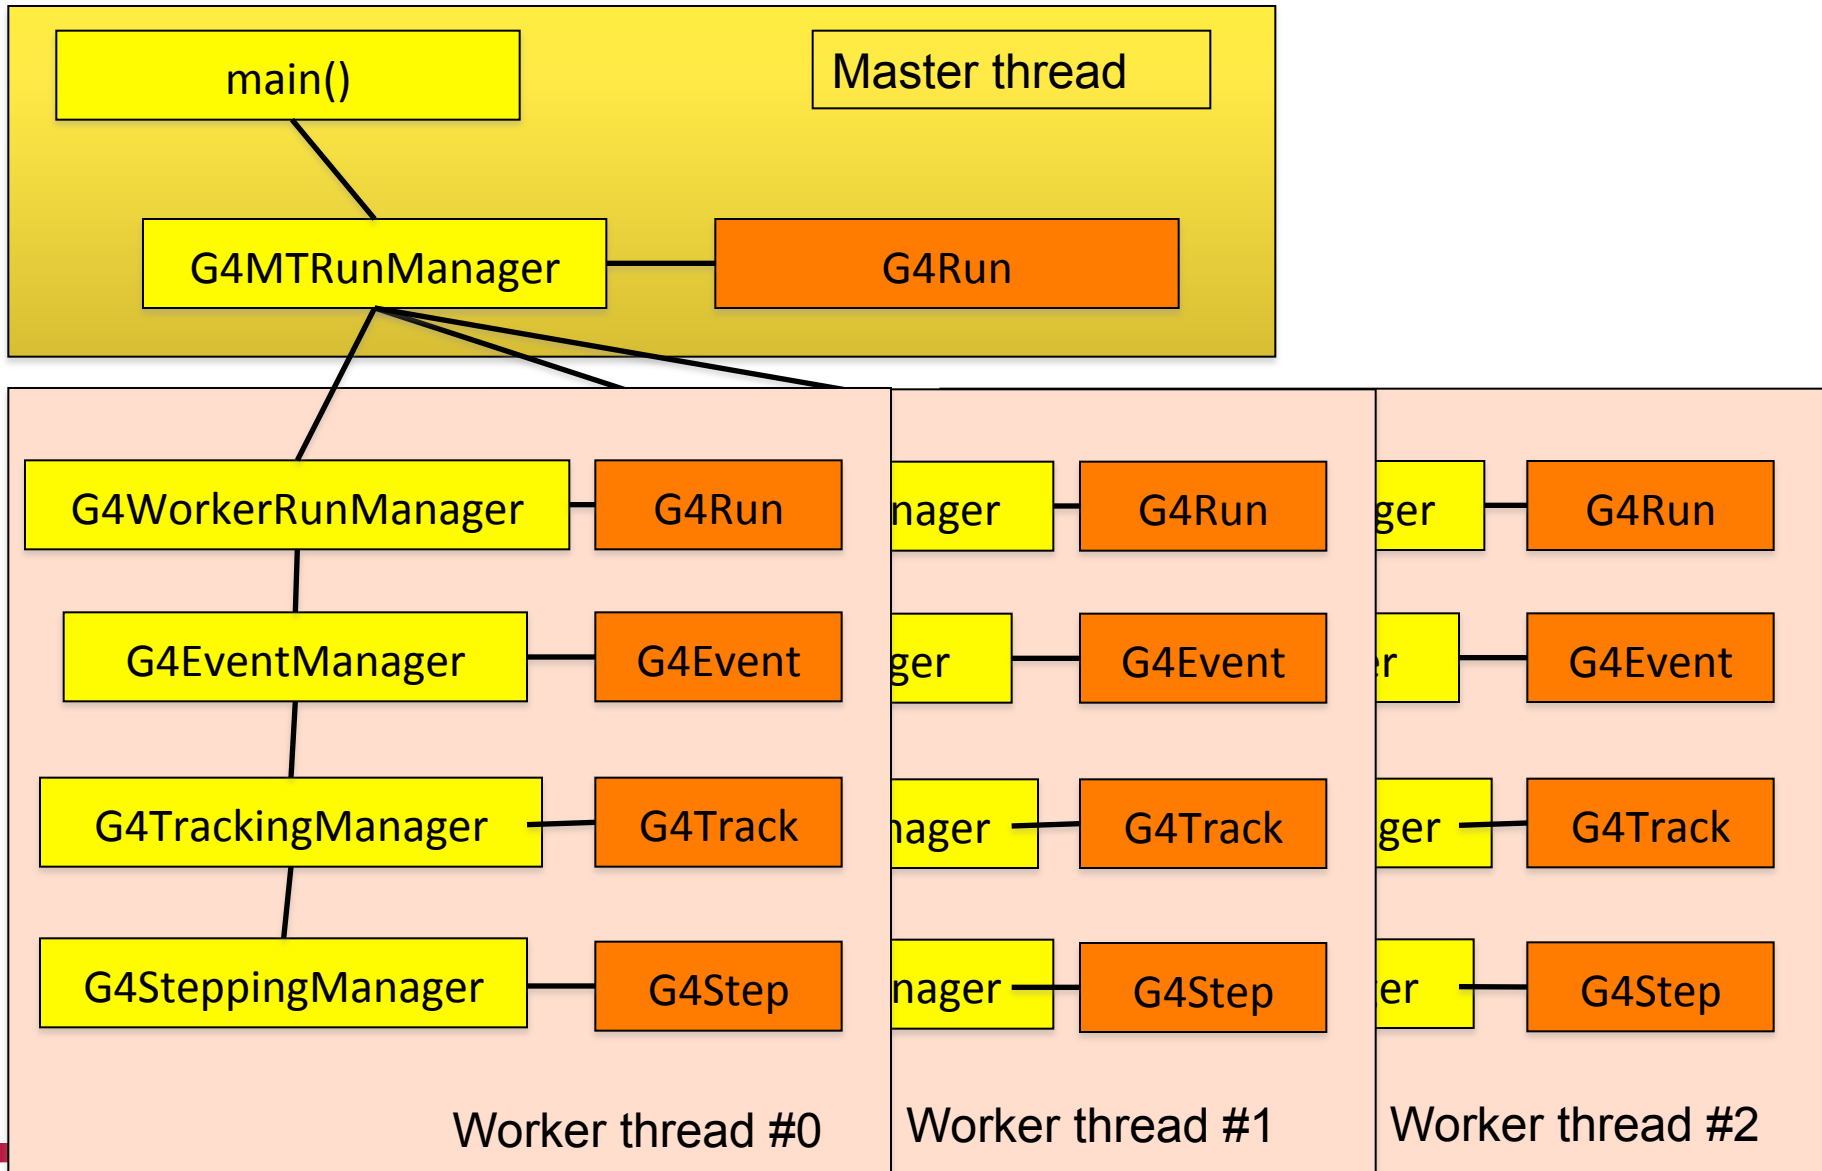 main()
Master thread
G4MTRunManager
G4Run
G4WorkerRunManager
G4Run
nager
G4Run
ger
G4Run
G4EventManager
G4Event
ger
G4Event
er
G4Event
G4TrackingManager
G4Track
nager
G4Track
ger
G4Track
G4SteppingManager
G4Step
nager
G4Step
er
G4Step
Worker thread #0
Worker thread #1
Worker thread #2